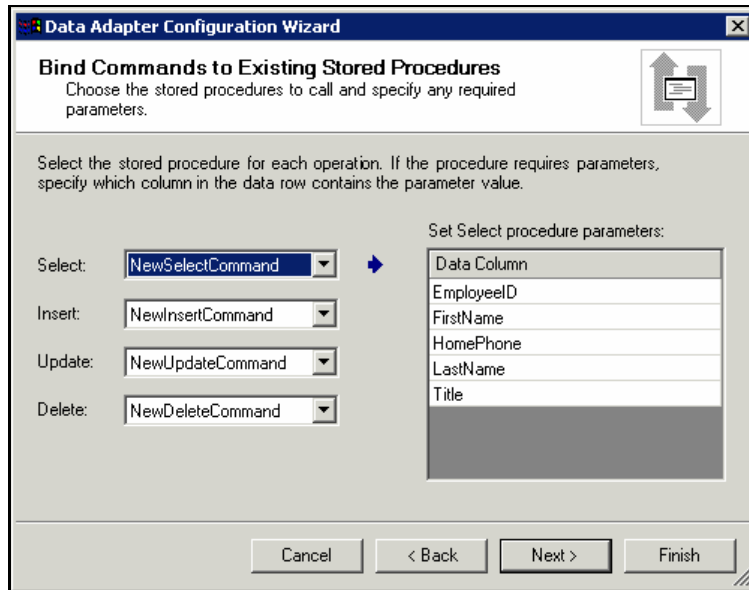 Data Adapter Configuration Wizard
Bind Commands to Existing Stored Procedures
Choose the stored procedures to call and specify any required
parameters.
Select the stored procedure for each operation. If the procedure requires parameters,
specify which column in the data row contains the parameter value.
Set Select procedure parameters:
Select: NewSelectCommand
Insert: NewInsertCommand
Update: NewUpdateCommand
Delete: NewDeleteCommand
Data Column
EmployeeID
FirstName
HomePhone
LastName
Title
Cancel < Back Next > Finish